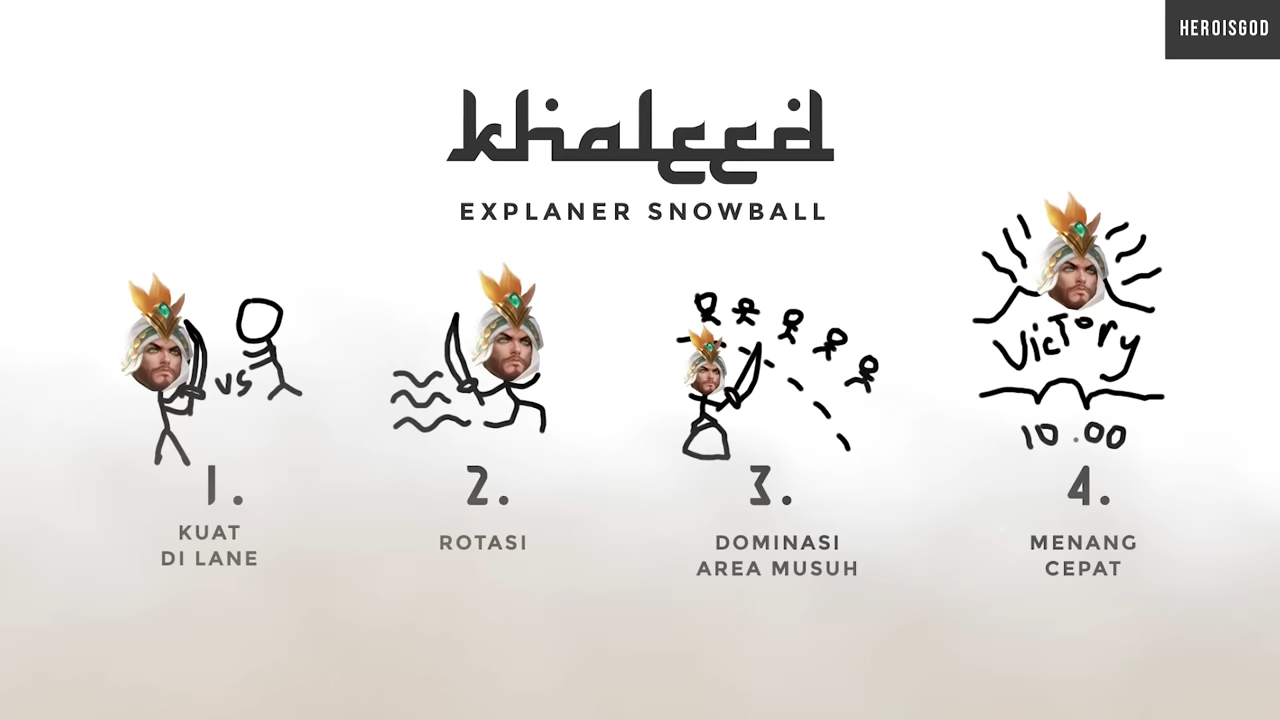 HEROISGOD
khaleed
EXPLANER SNOWBALL
VS
Victory
10.00
1.
2.
3.
4.
KUAT
DI LANE
ROTASI
DOMINASI
AREA MUSUH
MENANG
CEPAT